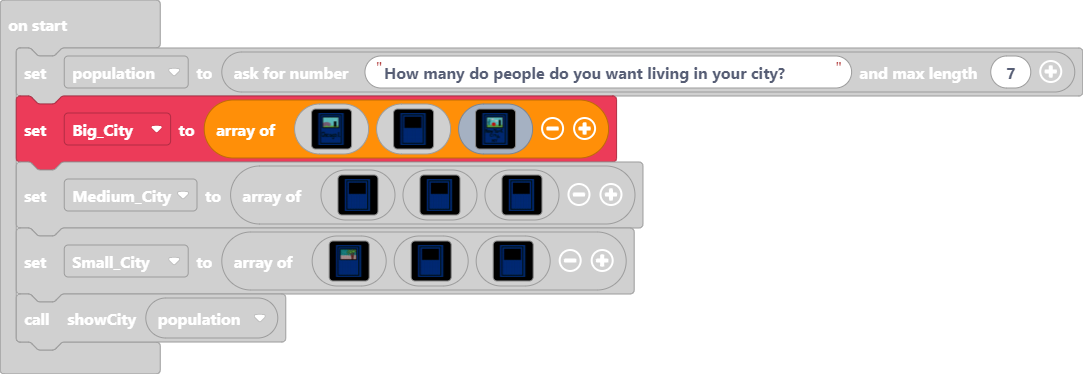 on start
set population to ask for number "How many do people do you want living in your city?" and max length 7
set Big_City to array of
set Medium_City to array of
set Small_City to array of
call showCity population